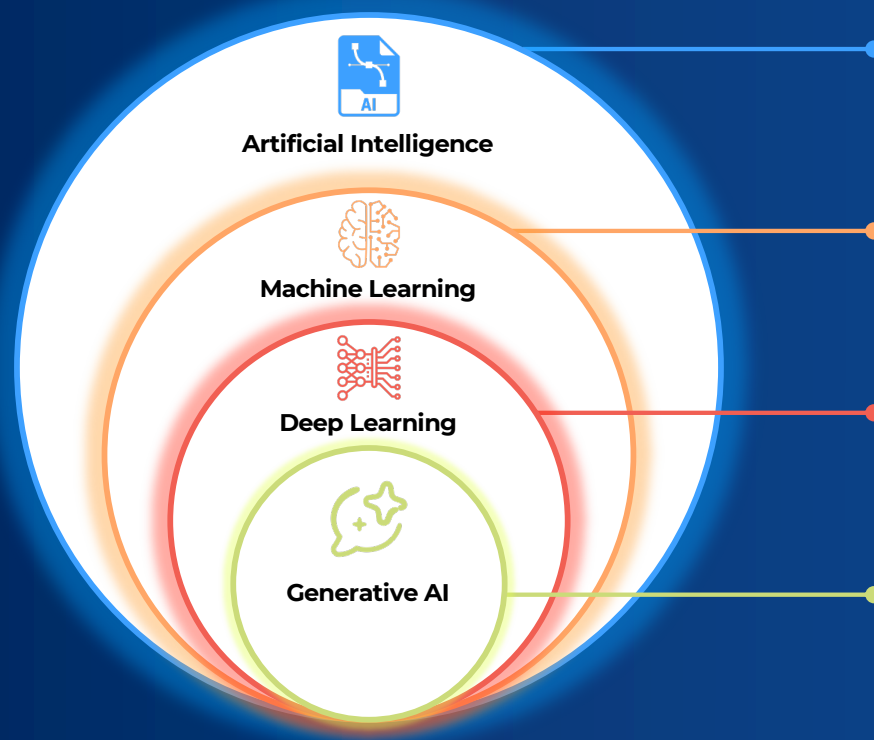 AI
Artificial Intelligence
Machine Learning
Deep Learning
Generative AI